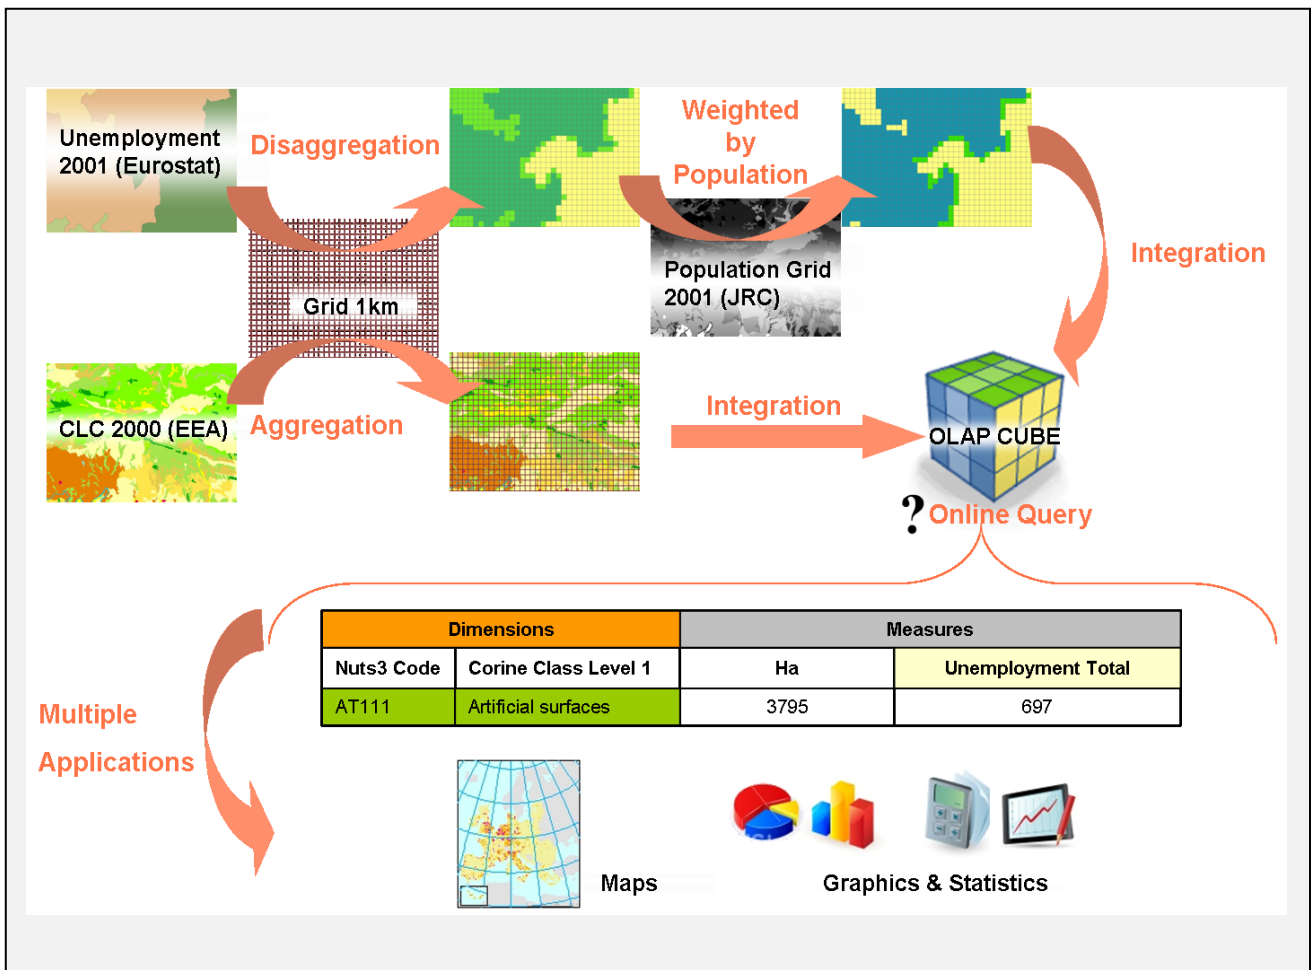 Unemployment
2001 (Eurostat)
Disaggregation
Weighted
by
Population
Grid 1km
Population Grid
2001 (JRC)
Integration
CLC 2000 (EEA)
Aggregation
Integration
OLAP CUBE
? Online Query
Dimensions Measures
Nuts3 Code Corine Class Level 1 Ha Unemployment Total
AT111 Artificial surfaces 3795 697
Multiple
Applications
Maps
Graphics & Statistics